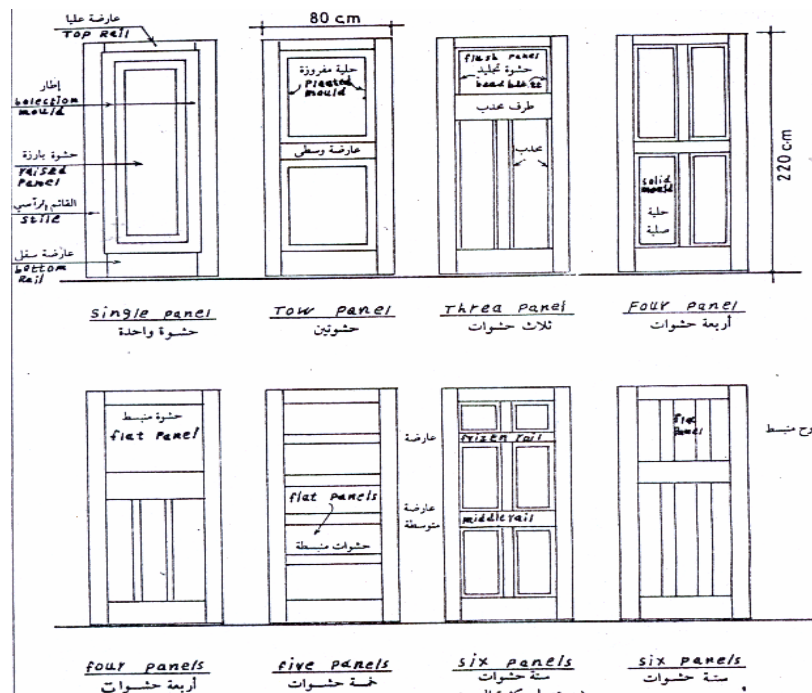 عارضة عليا
Top Rail
80 cm
إطار
bolection
mould
حشوة بارزة
raised
Panel
القائم الرأسي
stile
عارضة سفل
bottom
Rail
حلية مفروزة
Pleated
mould
عارضة وسطى
flush panel
حشوة تجليد
bead butt
طرف محدب
محدب
solid
mould
حلية
صلبة
220 cm
Single panel
حشوة واحدة
Tow panel
حشوتين
Threa panel
ثلاث حشوات
Four panel
أربعة حشوات
حشوة منبسط
flat panel
flat panels
حشوات منبسطة
عارضة
frizen rail
عارضة
متوسطة
middle rail
flat
Panel
منبسط
four panels
أربعة حشوات
five panels
خمسة حشوات
six panels
ستة حشوات
six panels
ستة حشوات